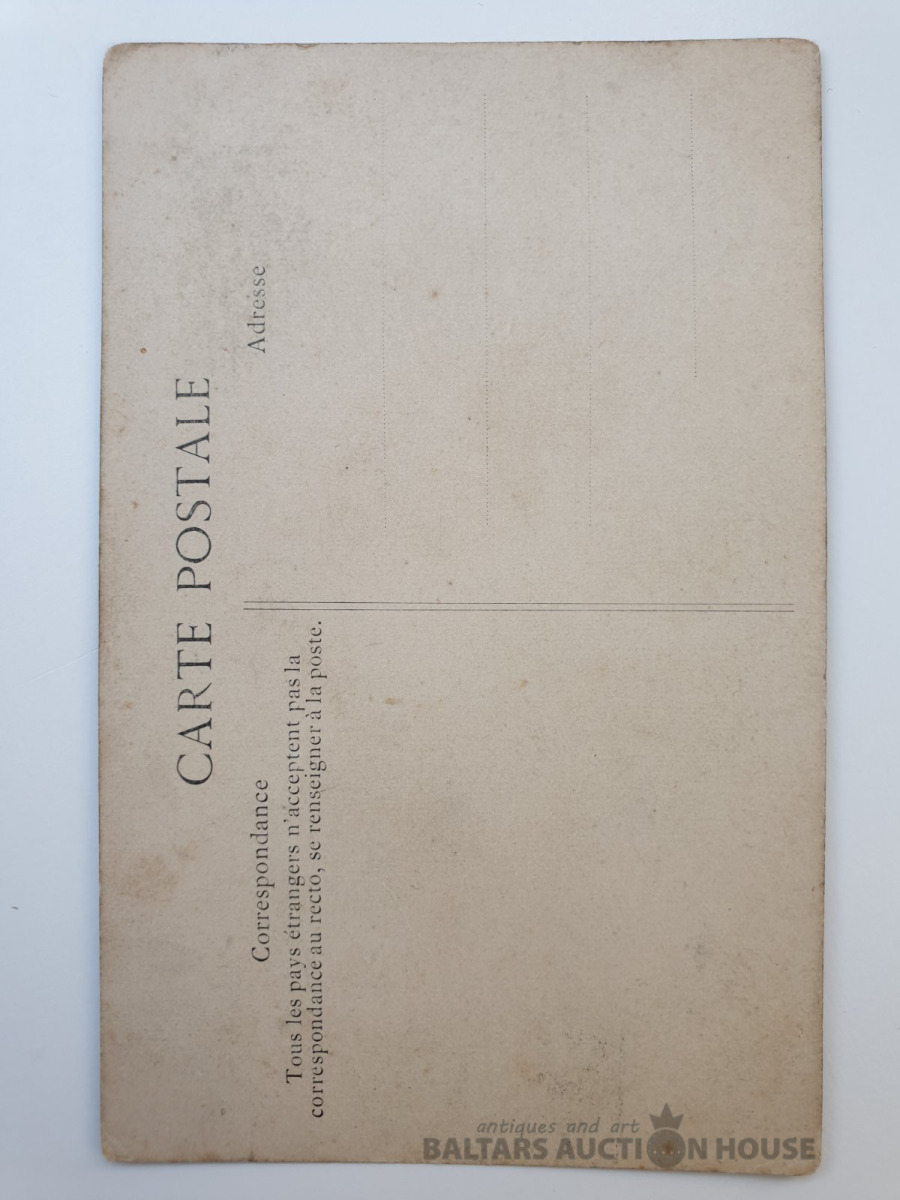 CARTE POSTALE
Correspondance
Tous les pays étrangers n'acceptent pas la
correspondance au recto, se renseigner à la poste.
Adresse
antiques and art
BALTARS AUCTION HOUSE